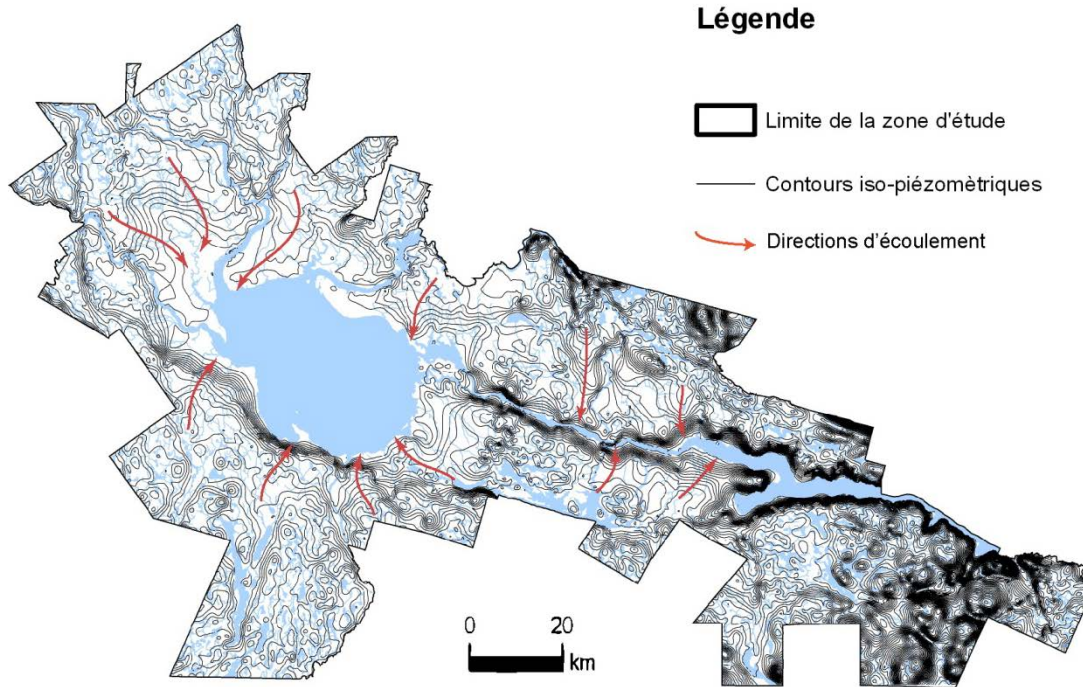 Légende
Limite de la zone d'étude
Contours iso-piézomètriques
Directions d'écoulement
0 20
km